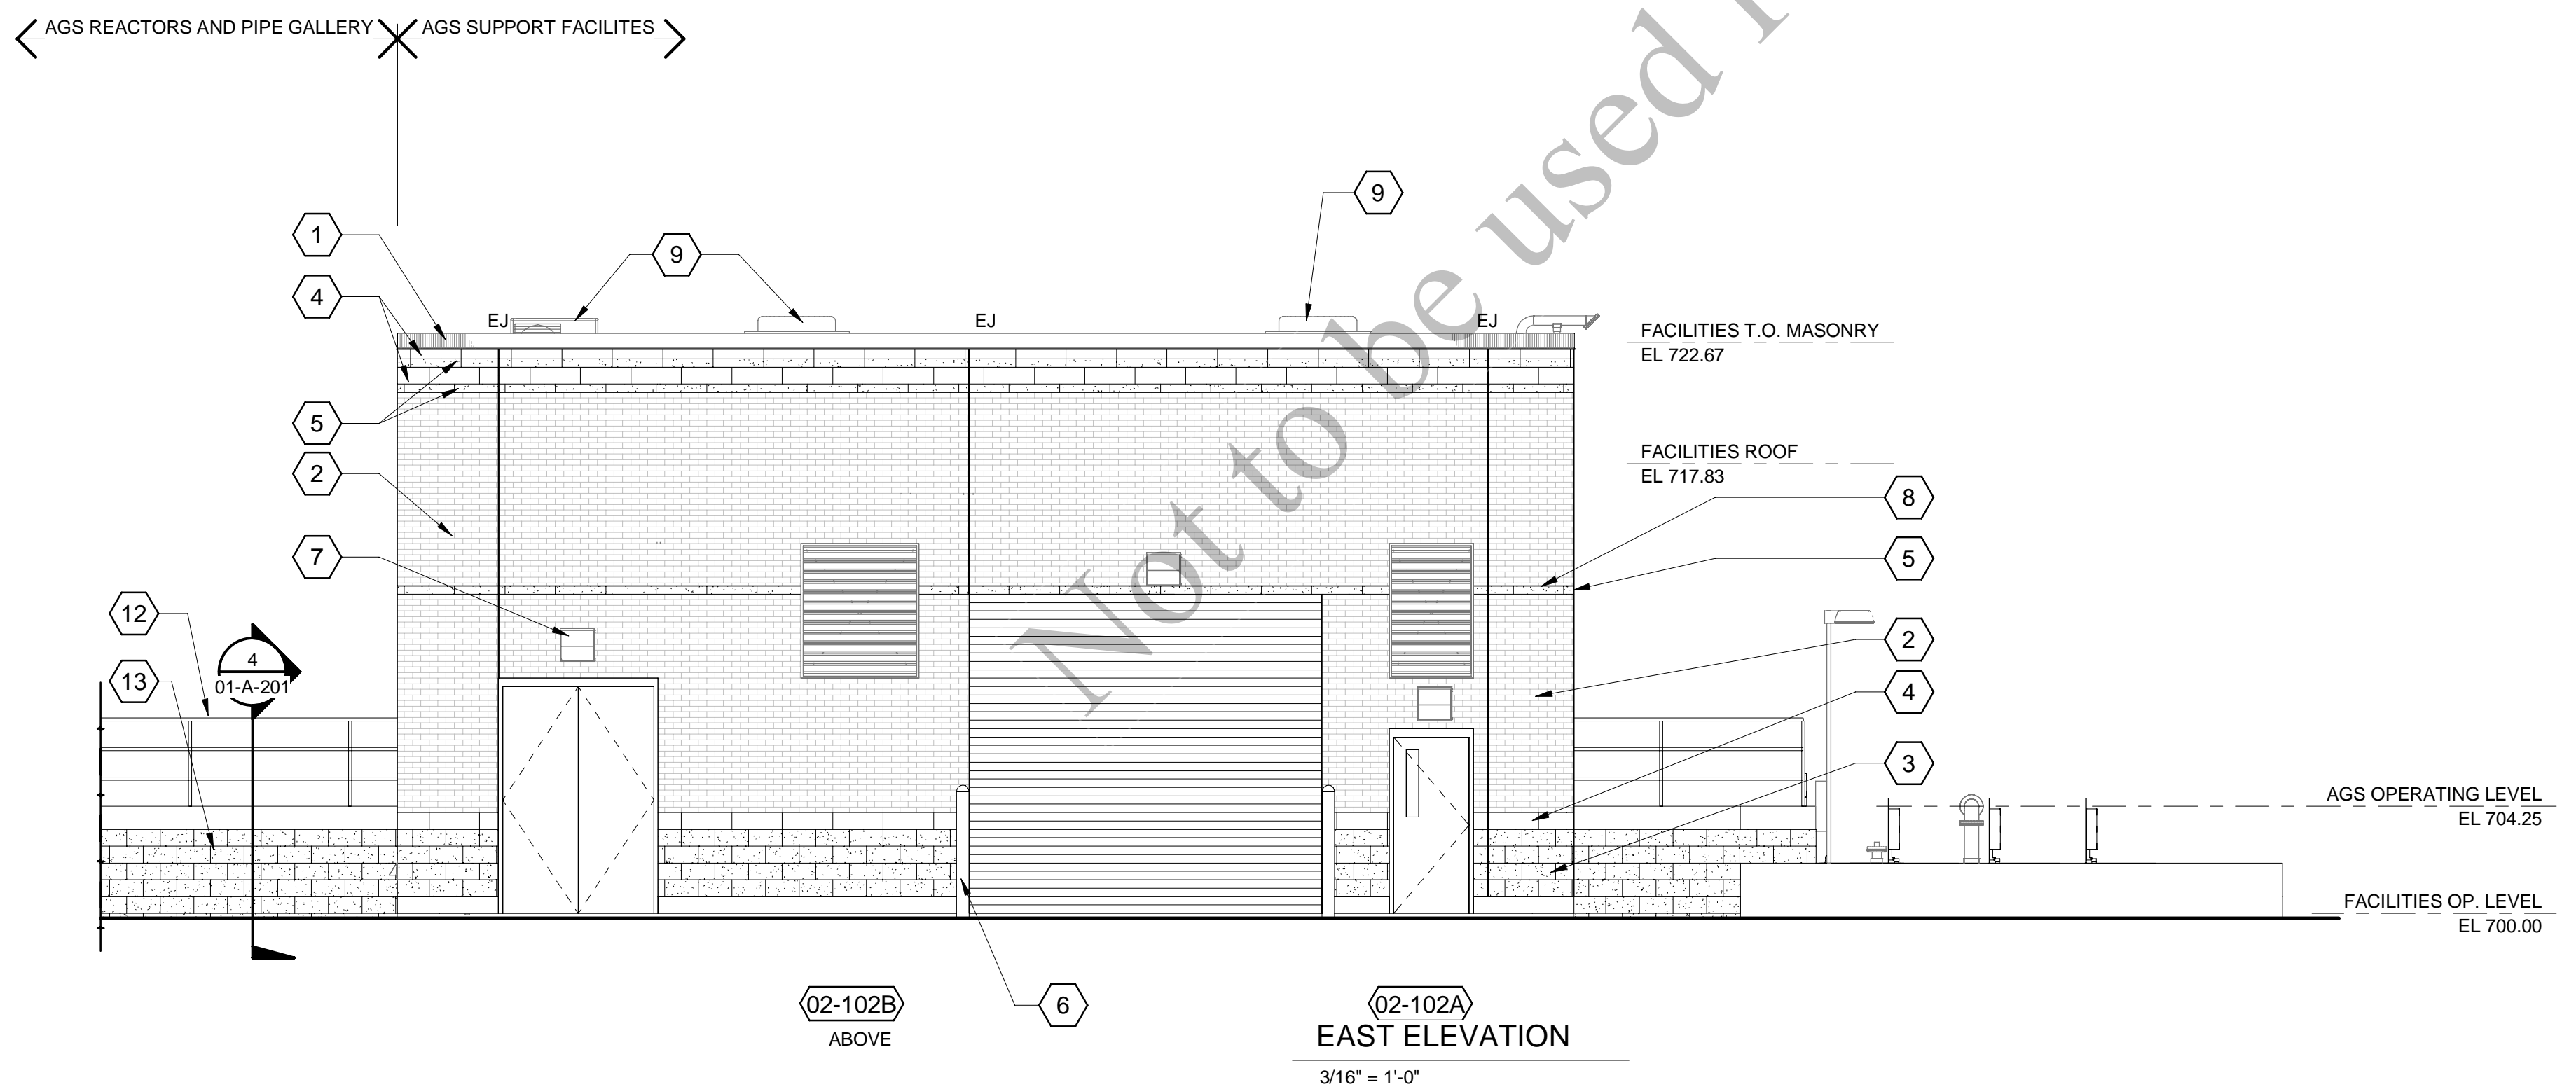 AGS REACTORS AND PIPE GALLERY
AGS SUPPORT FACILITES
9
1
9
4
EJ
EJ
EJ
FACILITIES T.O. MASONRY
EL 722.67
5
FACILITIES ROOF
EL 717.83
2
8
7
5
12
2
4
01-A-201
13
4
3
AGS OPERATING LEVEL
EL 704.25
FACILITIES OP. LEVEL
EL 700.00
02-102B
ABOVE
6
02-102A
EAST ELEVATION
3/16" = 1'-0"
Not to be used